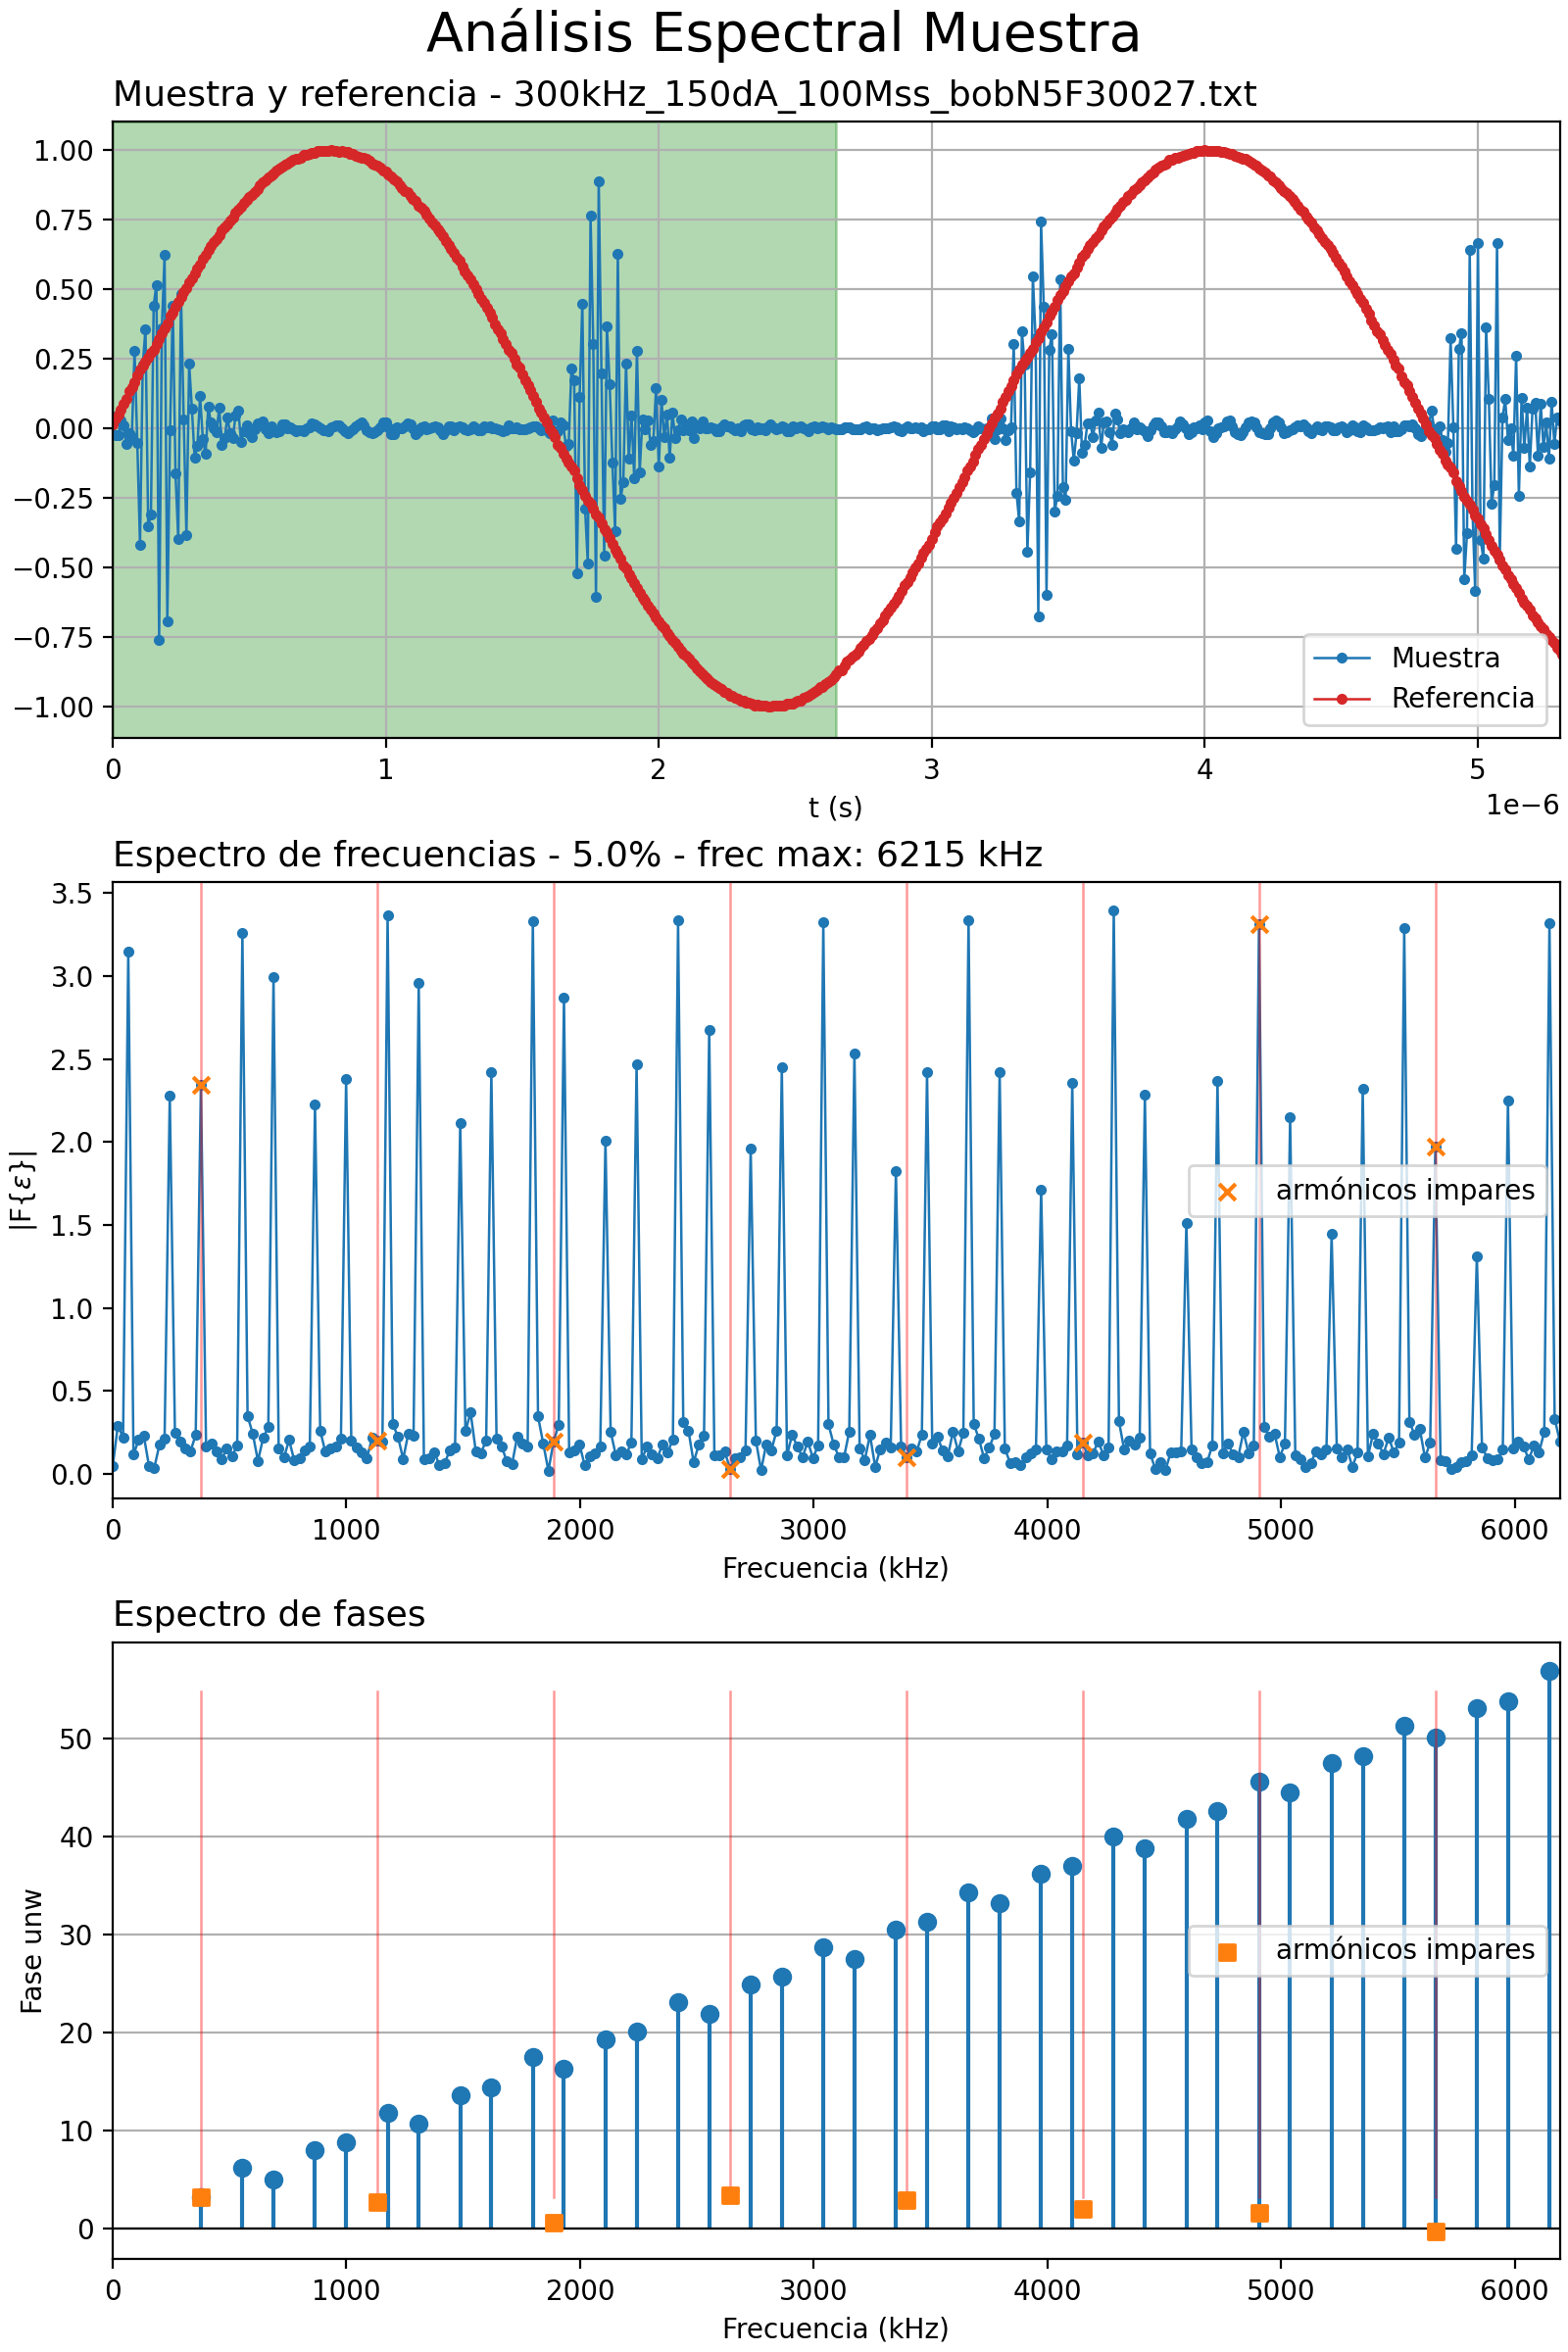 Análisis Espectral Muestra
Muestra y referencia - 300kHz_150dA_100Mss_bobN5F30027.txt
1.00
0.75
0.50
0.25
0.00
−0.25
−0.50
−0.75
−1.00
Muestra
Referencia
0 1 2 3 4 5
1e−6
t (s)
Espectro de frecuencias - 5.0% - frec max: 6215 kHz
3.5
3.0
2.5
2.0
1.5
1.0
0.5
0.0
|F{ε}|
armónicos impares
0 1000 2000 3000 4000 5000 6000
Frecuencia (kHz)
Espectro de fases
50
40
30
20
10
0
Fase unw
armónicos impares
0 1000 2000 3000 4000 5000 6000
Frecuencia (kHz)